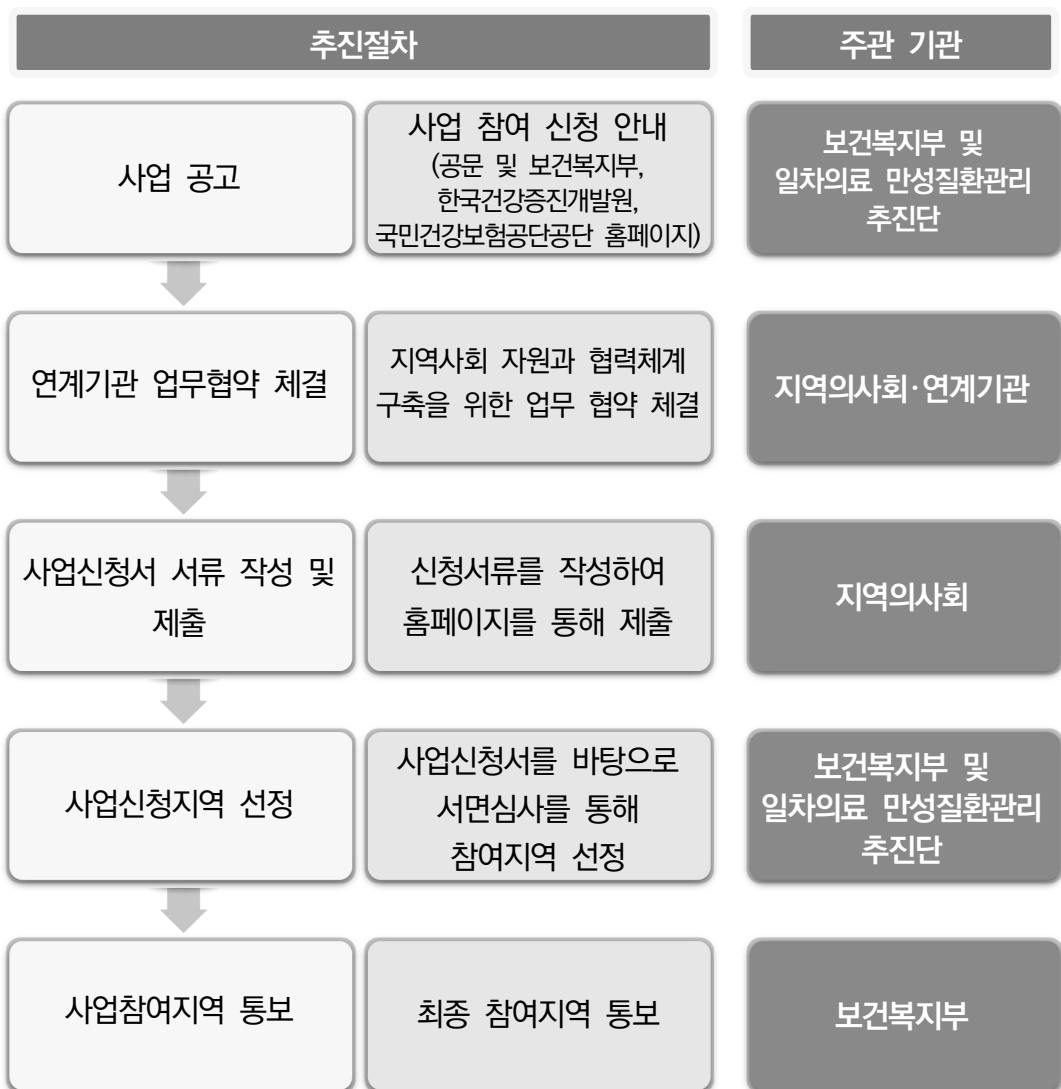 추진절차
주관 기관
사업 공고
사업 참여 신청 안내
(공문 및 보건복지부,
한국건강증진개발원,
국민건강보험공단공단 홈페이지)
보건복지부 및
일차의료 만성질환관리
추진단
연계기관 업무협약 체결
지역사회 자원과 협력체계
구축을 위한 업무 협약 체결
지역의사회·연계기관
사업신청서 서류 작성 및
제출
신청서류를 작성하여
홈페이지를 통해 제출
지역의사회
사업신청지역 선정
사업신청서를 바탕으로
서면심사를 통해
참여지역 선정
보건복지부 및
일차의료 만성질환관리
추진단
사업참여지역 통보
최종 참여지역 통보
보건복지부